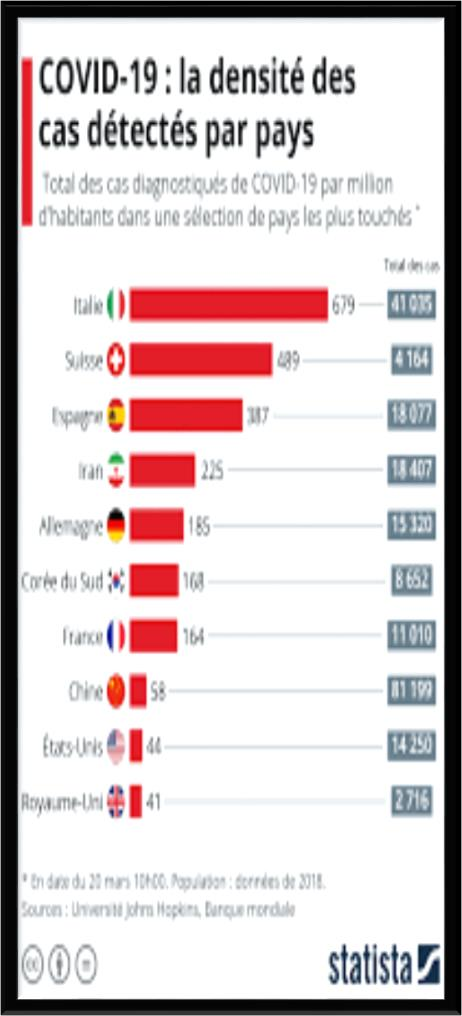 COVID-19 : la densité des
cas détectés par pays
Total des cas diagnostiqués de COVID-19 par million
d'habitants dans une sélection de pays les plus touchés *
Total des cas
Italie 679 41 035
Suisse 489 4 164
Espagne 387 18 077
Iran 225 18 407
Allemagne 185 15 320
Corée du Sud 168 8 652
France 164 11 010
Chine 58 81 199
États-Unis 44 14 250
Royaume-Uni 41 2 716
* En date du 20 mars 10h00. Population : données de 2018.
Sources : Université Johns Hopkins, Banque mondiale
cc
statista